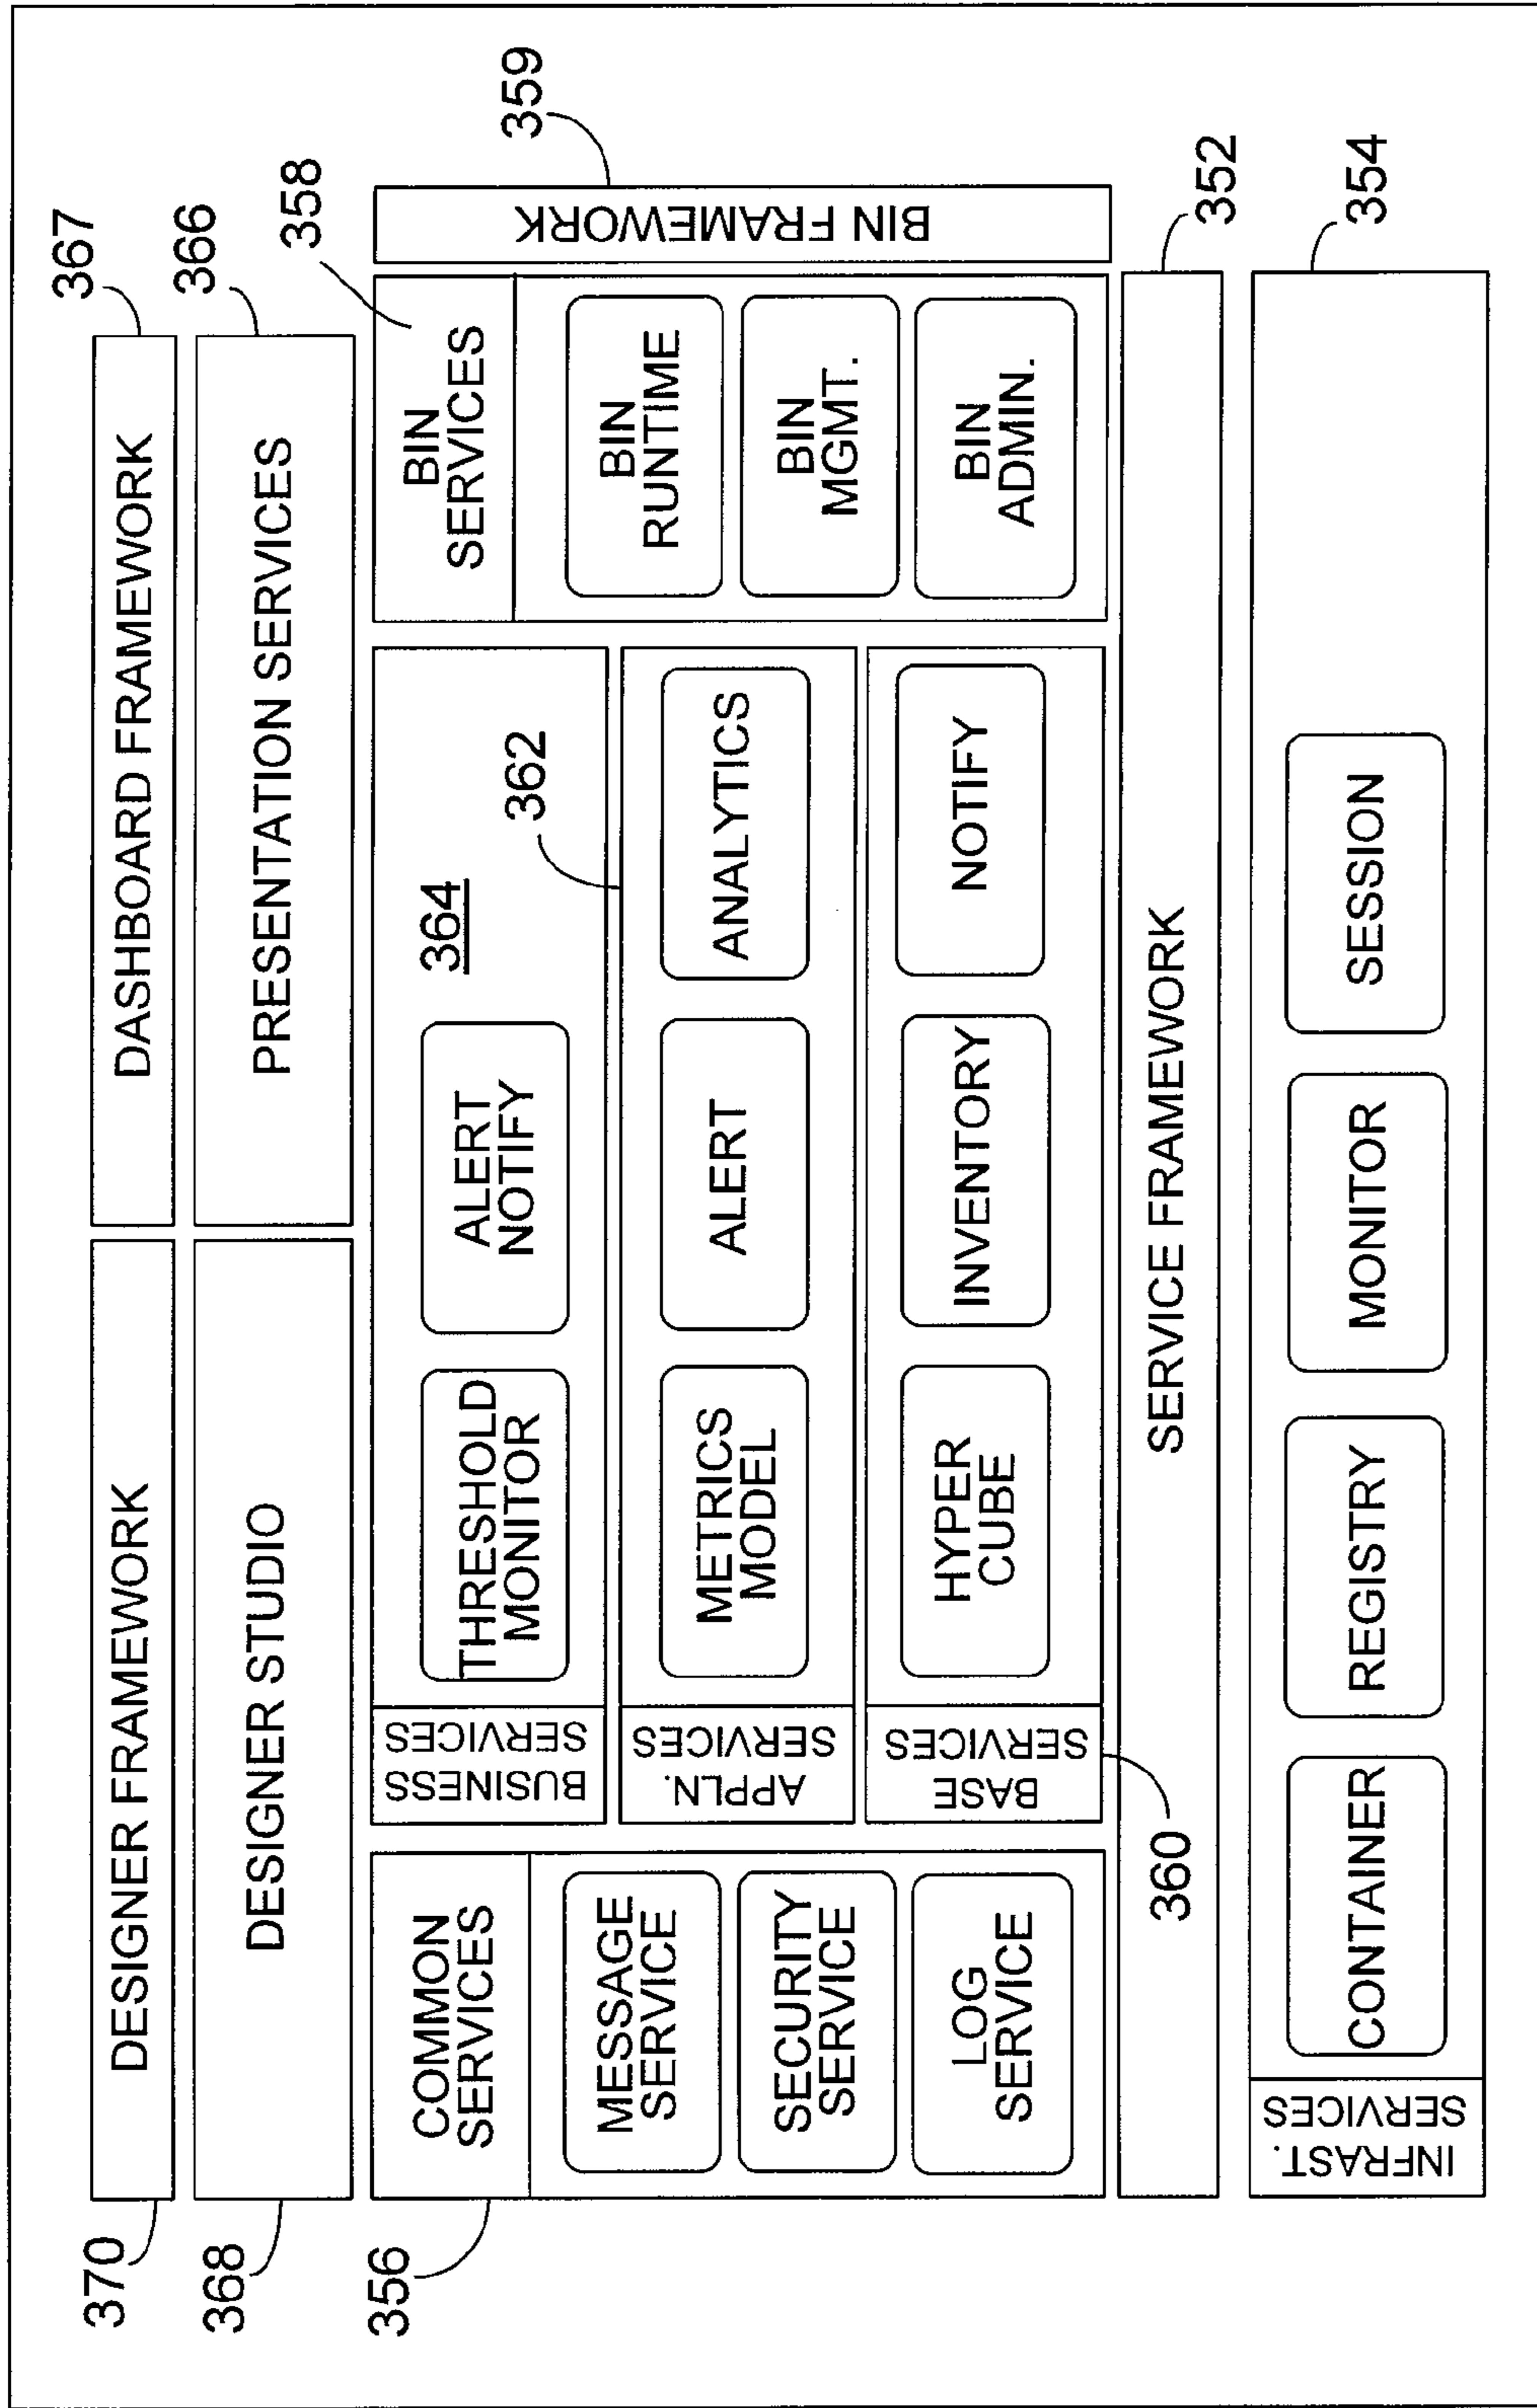 370
DESIGNER FRAMEWORK
DASHBOARD FRAMEWORK
367
368
DESIGNER STUDIO
PRESENTATION SERVICES
366
356
COMMON
SERVICES
MESSAGE
SERVICE
SECURITY
SERVICE
LOG
SERVICE
BUSINESS
SERVICES
THRESHOLD
MONITOR
ALERT
NOTIFY
364
362
APPLN.
SERVICES
METRICS
MODEL
ALERT
ANALYTICS
BASE
SERVICES
HYPER
CUBE
INVENTORY
NOTIFY
360
358
BIN
SERVICES
BIN
RUNTIME
BIN
MGMT.
BIN
ADMIN.
BIN FRAMEWORK
359
SERVICE FRAMEWORK
352
INFRAST.
SERVICES
CONTAINER
REGISTRY
MONITOR
SESSION
354